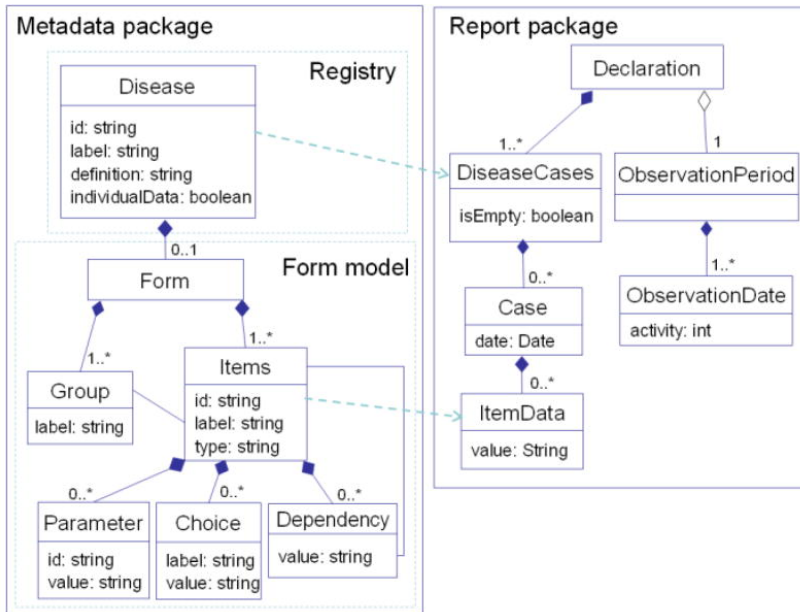 Metadata package
Registry
Disease
id: string
label: string
definition: string
individualData: boolean
0..1
Form model
Form
1..*
1..*
Group
label: string
Items
id: string
label: string
type: string
0..*
0..*
0..*
Parameter
id: string
value: string
Choice
label: string
value: string
Dependency
value: string
Report package
Declaration
1..*
1
DiseaseCases
isEmpty: boolean
ObservationPeriod
0..*
1..*
Case
date: Date
ObservationDate
activity: int
0..*
ItemData
value: String